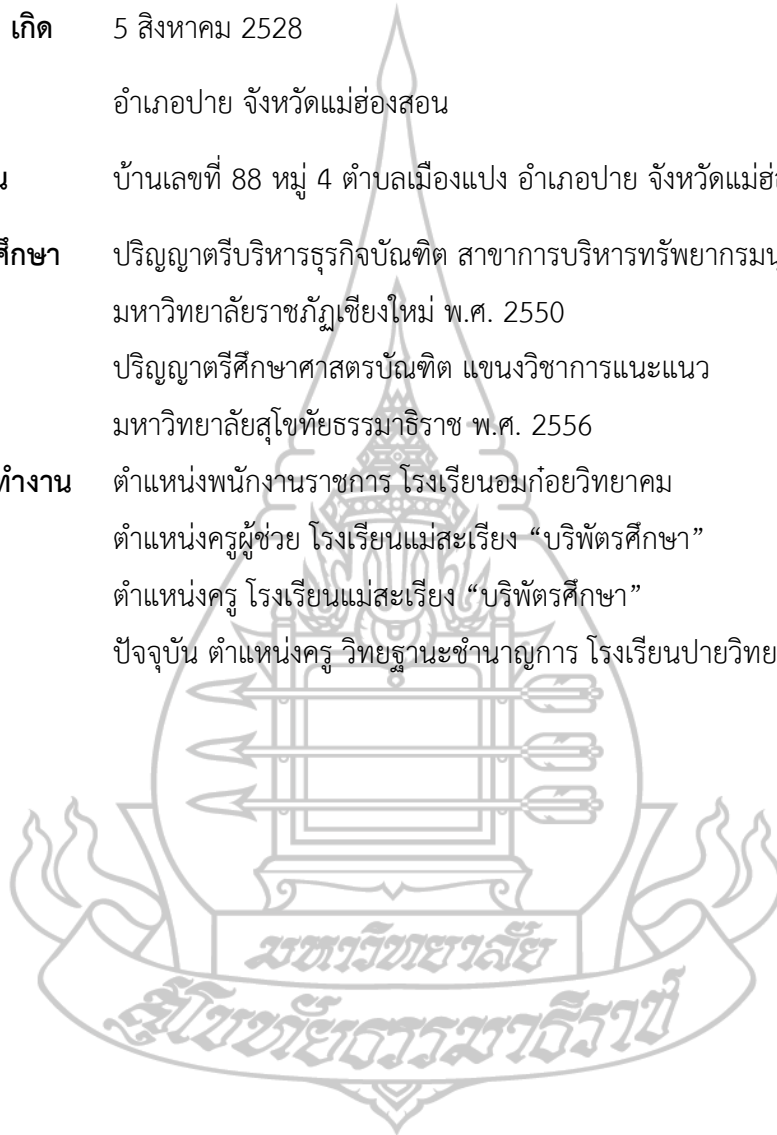 เกิด 5 สิงหาคม 2528
อำเภอปาย จังหวัดแม่ฮ่องสอน
บ้านเลขที่ 88 หมู่ 4 ตำบลเมืองแปง อำเภอปาย
ศึกษา ปริญญาตรีบริหารธุรกิจบัณฑิต สาขาการบริหารทรัพยากร
มหาวิทยาลัยราชภัฏเชียงใหม่ พ.ศ. 2550
ปริญญาตรีศึกษาศาสตรบัณฑิต แขนงวิชาการแนะแนว
มหาวิทยาลัยสุโขทัยธรรมาธิราช พ.ศ. 2556
ทำงาน ตำแหน่งพนักงานราชการ โรงเรียนอมก๋อยวิทยาคม
ตำแหน่งครูผู้ช่วย โรงเรียนแม่สะเรียง “บริพัตรศึกษา”
ตำแหน่งครู โรงเรียนแม่สะเรียง “บริพัตรศึกษา”
ปัจจุบัน ตำแหน่งครู วิทยฐานะชำนาญการ โรงเรียนปายวิทย
มหาวิทยาลัย
สุโขทัยธรรมาธิราช